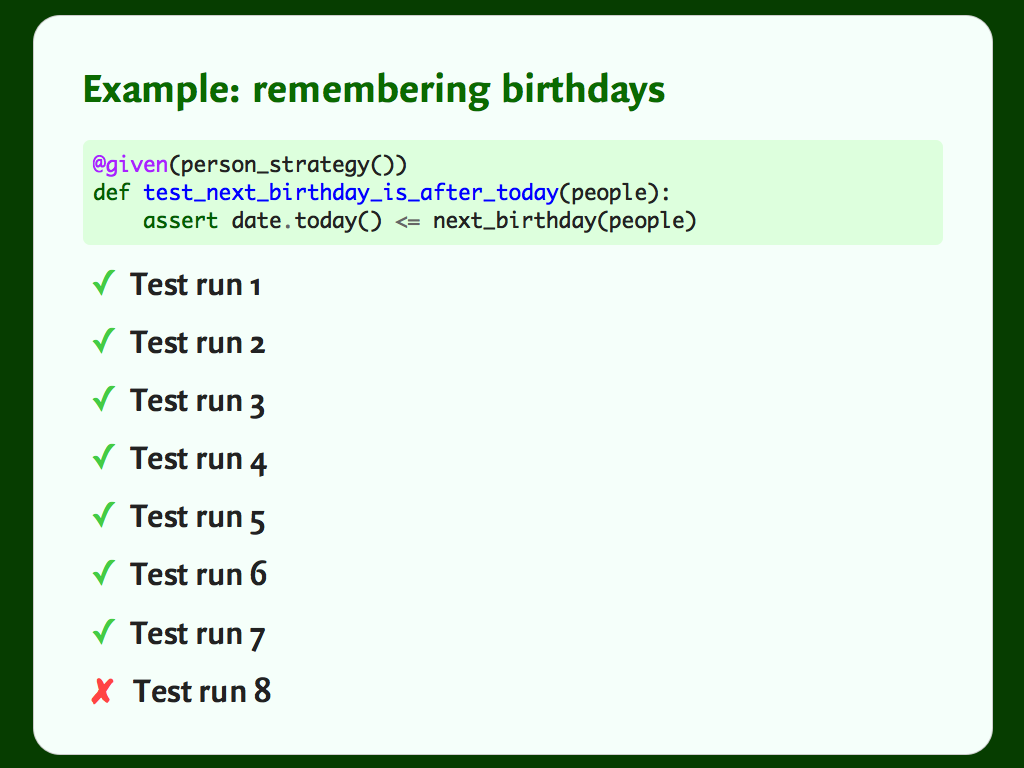 Example: remembering birthdays
@given(person_strategy())
def test_next_birthday_is_after_today(people):
    assert date.today() <= next_birthday(people)
✓ Test run 1
✓ Test run 2
✓ Test run 3
✓ Test run 4
✓ Test run 5
✓ Test run 6
✓ Test run 7
✗ Test run 8